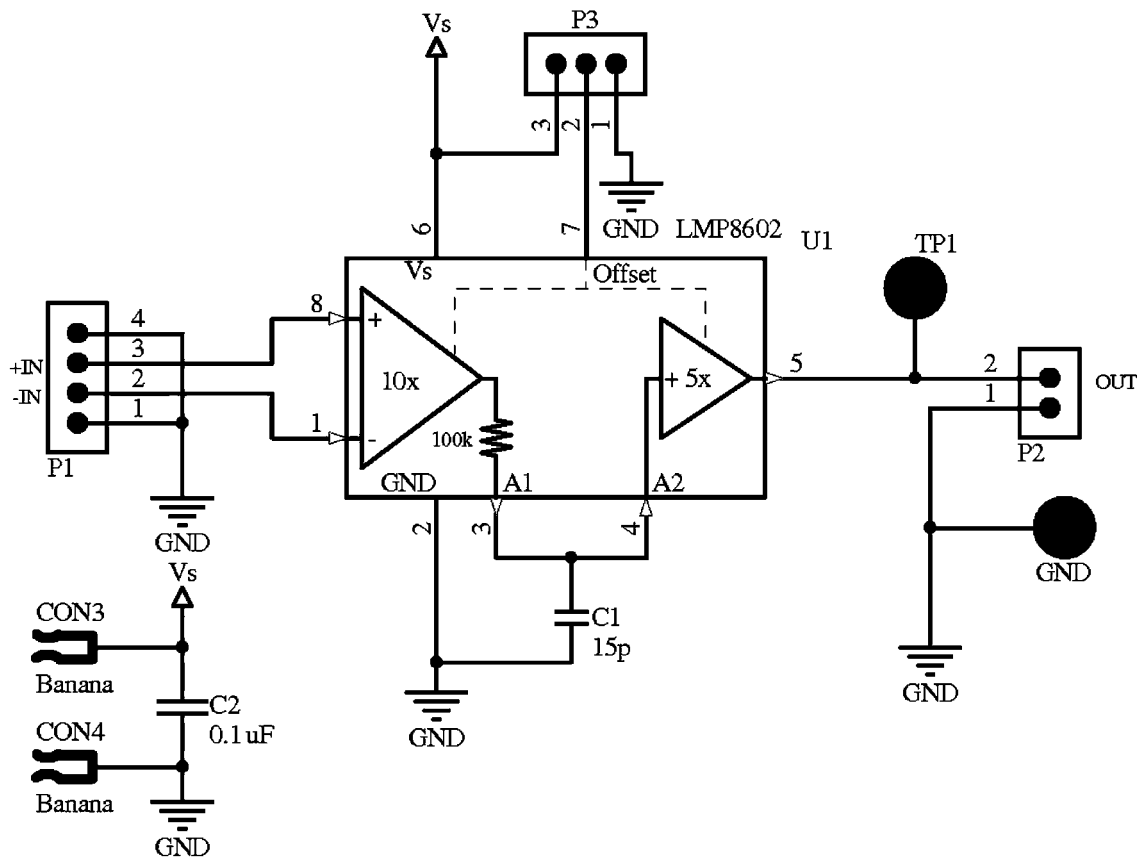 Vs
P3
3
2
1
6
7
GND
LMP8602
U1
TP1
Vs
Offset
8
+
4
3
+IN
2
-IN
1
P1
10x
1
-
100k
+ 5x
5
2
1
OUT
P2
GND
A1
A2
2
3
4
GND
GND
Vs
C1
15p
CON3
Banana
GND
C2
0.1uF
GND
CON4
Banana
GND